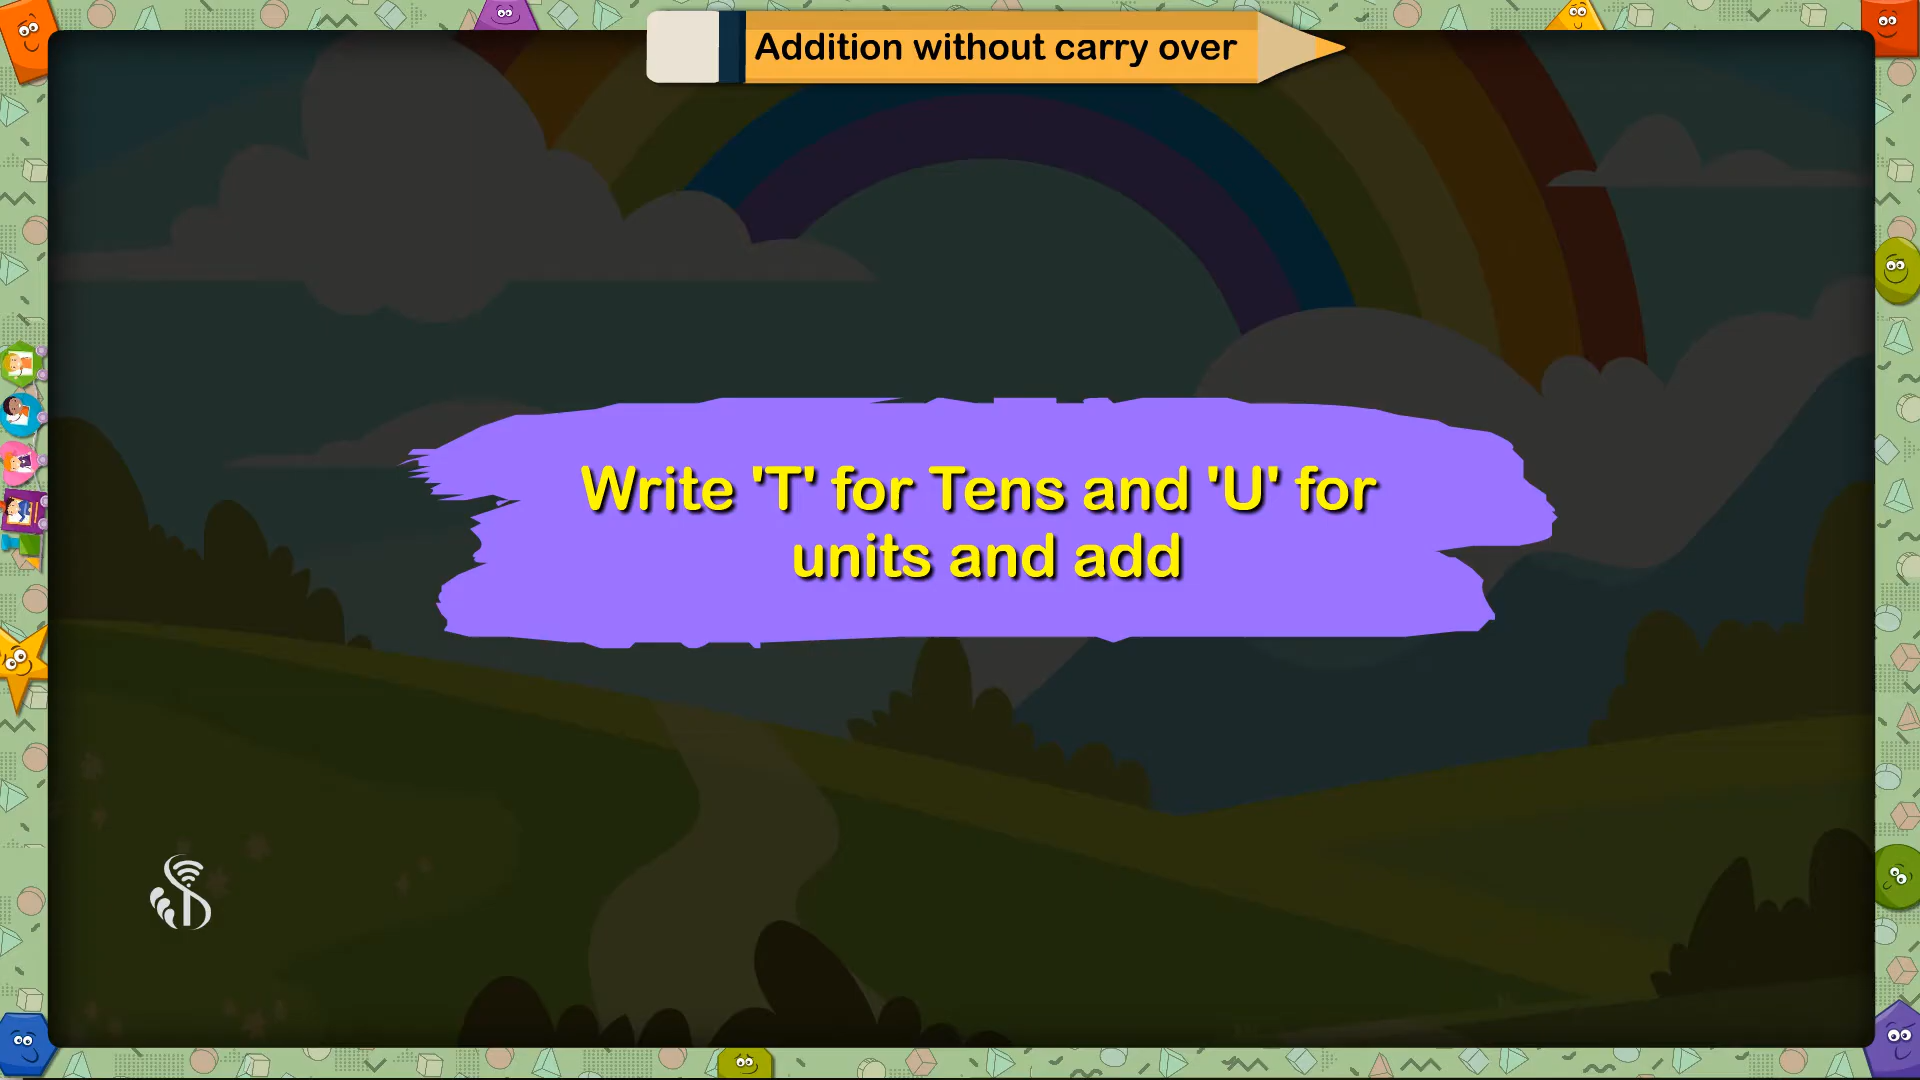 Addition without carry over
Write 'T' for Tens and 'U' for
units and add